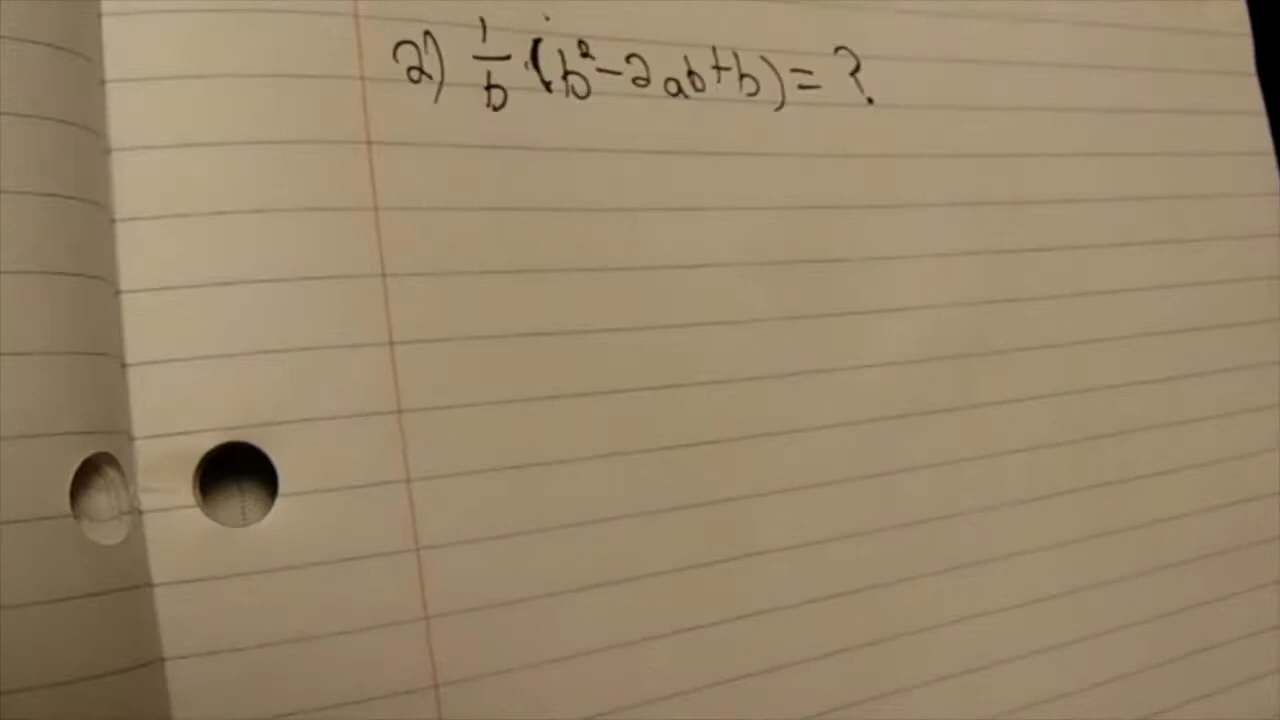 2) 1/b · (b² - 2ab + b) = ?